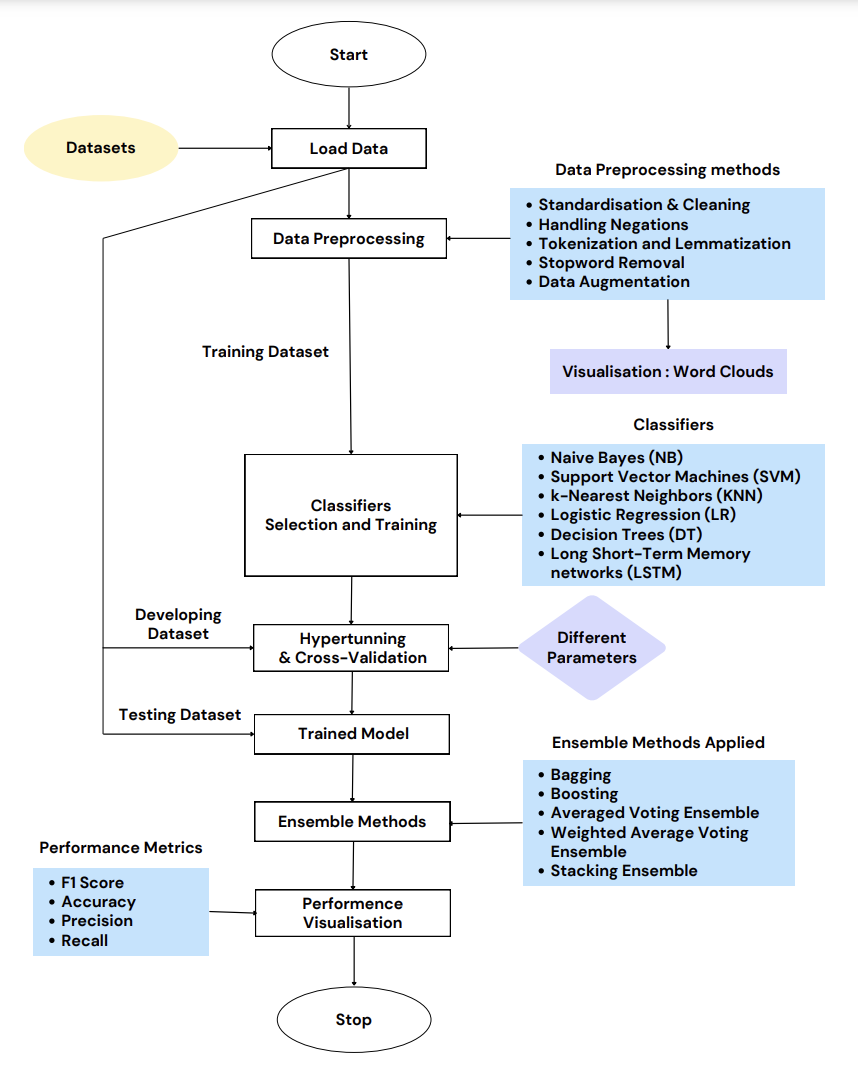 Start
Datasets
Load Data
Data Preprocessing methods
• Standardisation & Cleaning
• Handling Negations
• Tokenization and Lemmatization
• Stopword Removal
• Data Augmentation
Data Preprocessing
Training Dataset
Visualisation : Word Clouds
Classifiers
• Naive Bayes (NB)
• Support Vector Machines (SVM)
• k-Nearest Neighbors (KNN)
• Logistic Regression (LR)
• Decision Trees (DT)
• Long Short-Term Memory
networks (LSTM)
Classifiers
Selection and Training
Developing
Dataset
Hypertunning
& Cross-Validation
Different
Parameters
Testing Dataset
Trained Model
Ensemble Methods Applied
• Bagging
• Boosting
• Averaged Voting Ensemble
• Weighted Average Voting
Ensemble
• Stacking Ensemble
Ensemble Methods
Performance Metrics
• F1 Score
• Accuracy
• Precision
• Recall
Performence
Visualisation
Stop